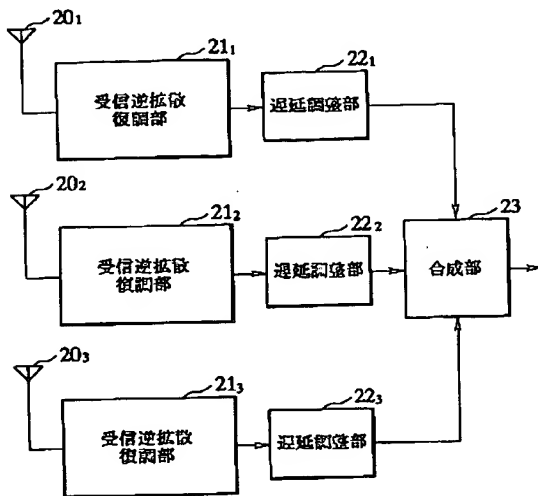 20₁
21₁
受信逆拡散
復調部
22₁
遅延調整部
20₂
21₂
受信逆拡散
復調部
22₂
遅延調整部
23
合成部
20₃
21₃
受信逆拡散
復調部
22₃
遅延調整部